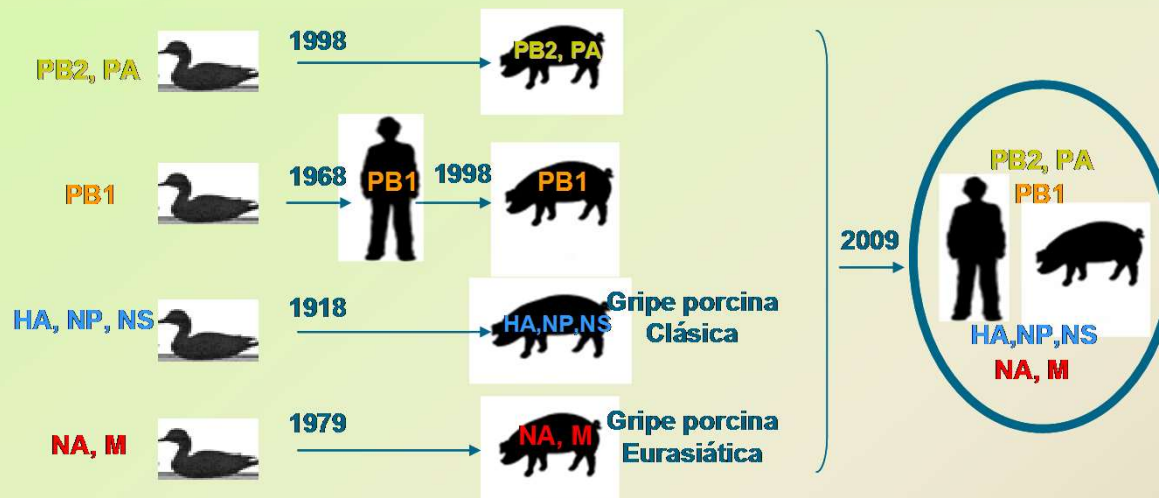 PB2, PA
1998
PB2, PA
PB1
1968
PB1
1998
PB1
HA, NP, NS
1918
HA,NP,NS
Gripe porcina
Clásica
NA, M
1979
NA, M
Gripe porcina
Eurasiática
2009
PB2, PA
PB1
HA,NP,NS
NA, M